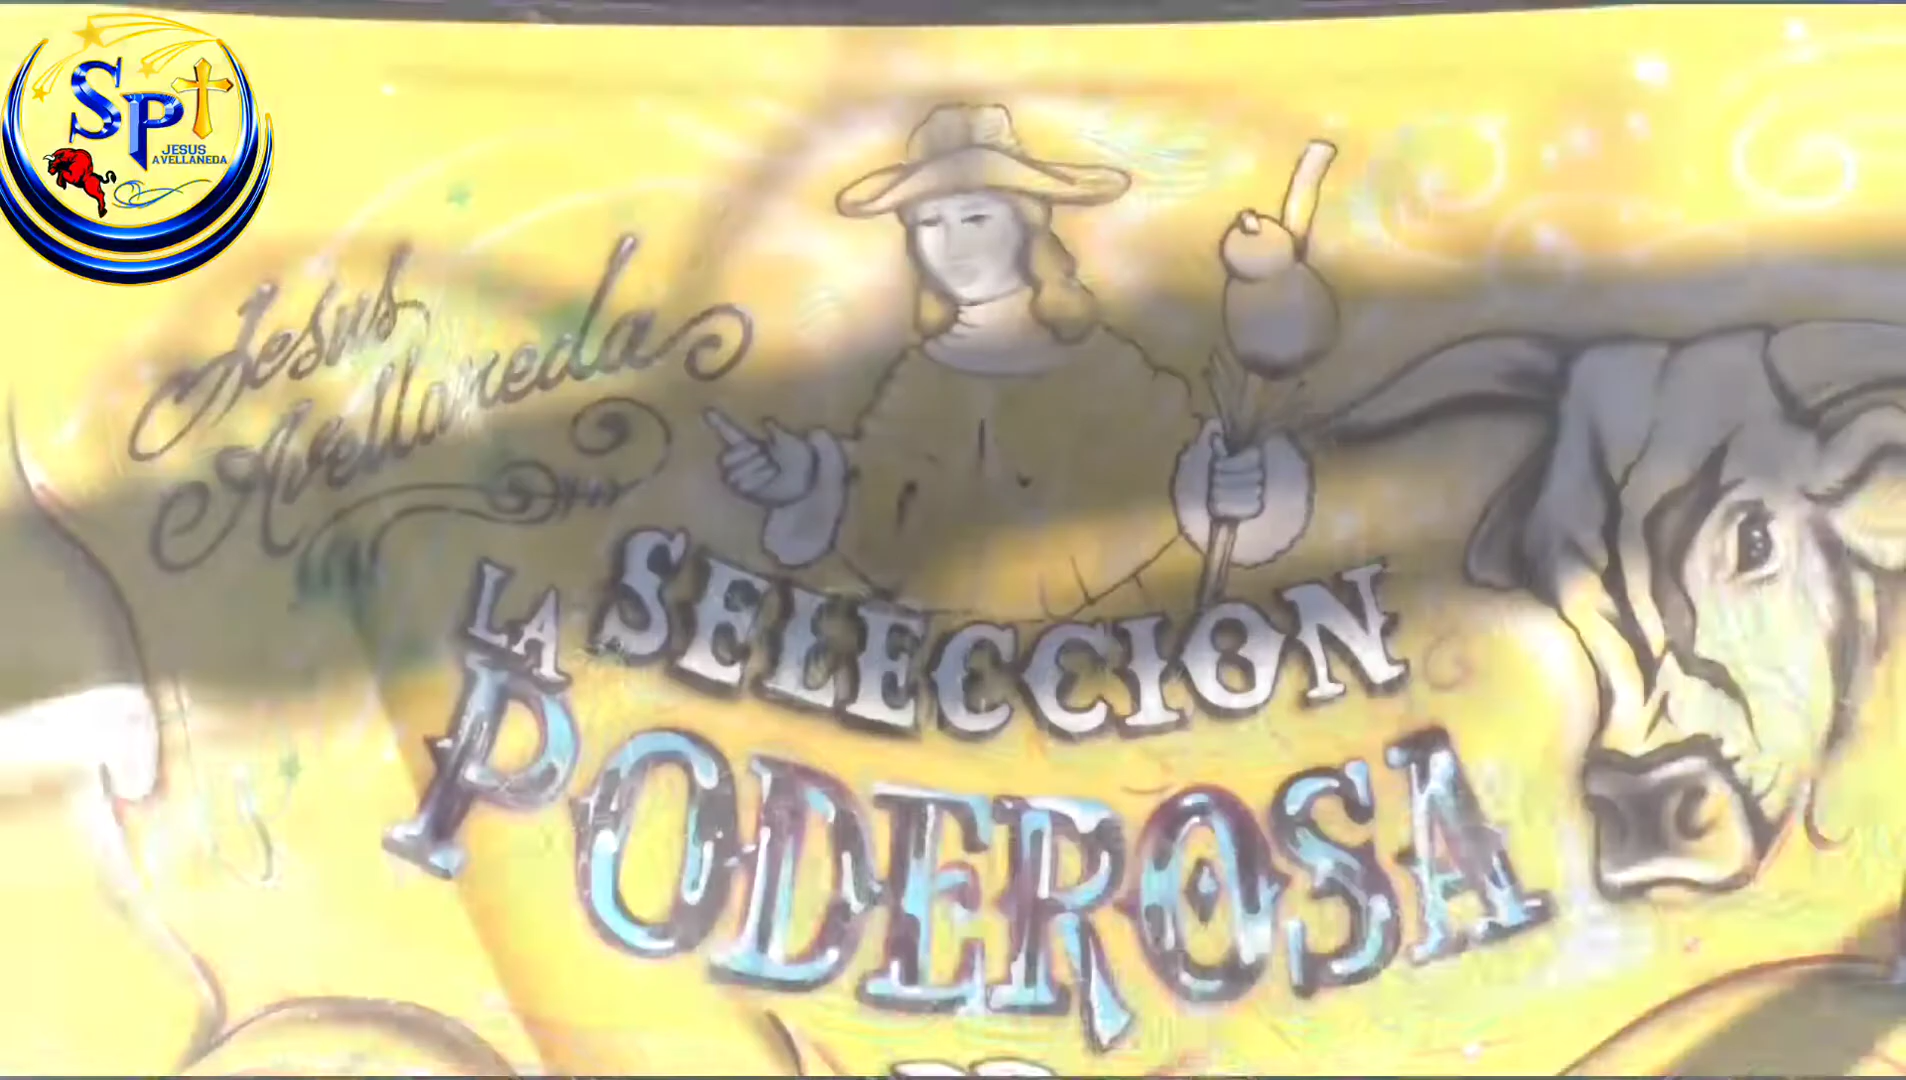 SP
JESUS
AVELLANEDA
Jesus
Avellaneda
LA SELECCION
PODEROSA